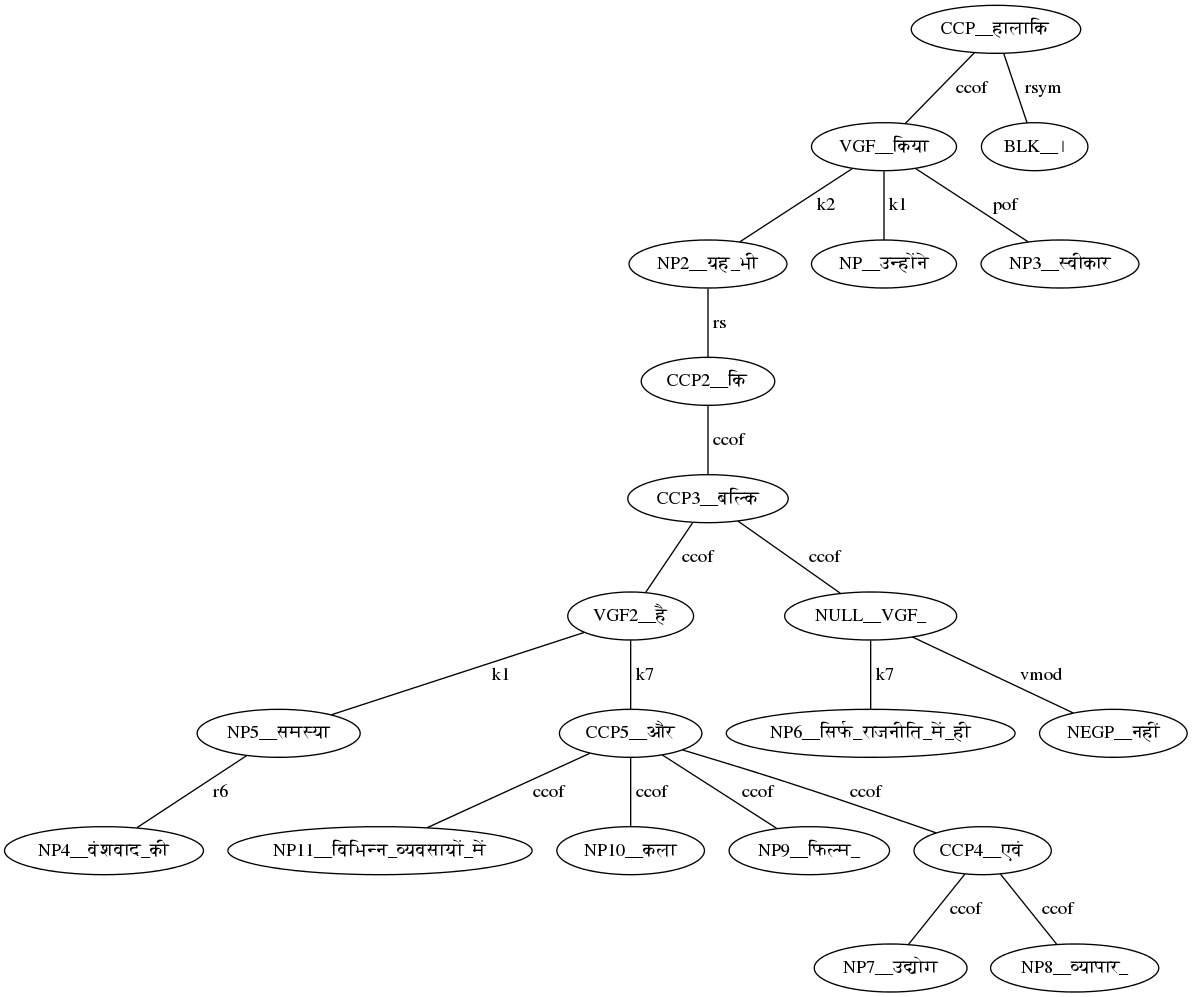 CCP__हालाकि
ccof rsym
VGF__किया BLK__।
k2 k1 pof
NP2__यह_भी NP__उन्होंने NP3__स्वीकार
rs
CCP2__कि
ccof
CCP3__बल्कि
ccof ccof
VGF2__है NULL__VGF_
k1 k7 k7 vmod
NP5__समस्या CCP5__और NP6__सिर्फ_राजनीति_में_ही NEGP__नहीं
r6 ccof ccof ccof ccof
NP4__वंशवाद_की NP11__विभिन्न_व्यवसायों_में NP10__कला NP9__फिल्म_ CCP4__एवं
ccof ccof
NP7__उद्योग NP8__व्यापार_